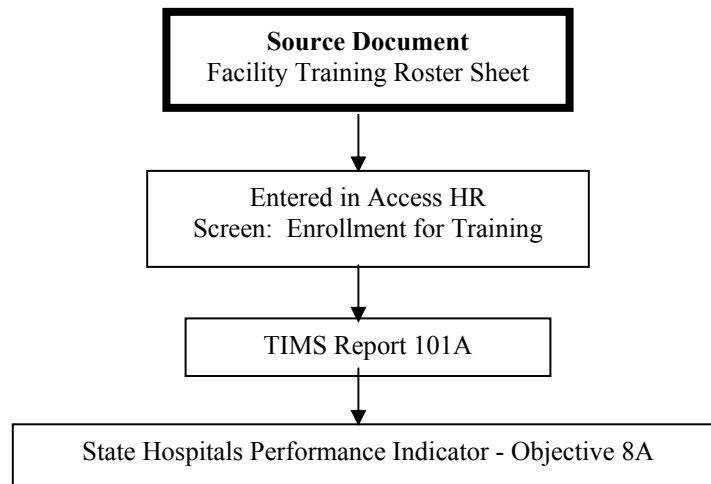 Source Document
Facility Training Roster Sheet
Entered in Access HR
Screen: Enrollment for Training
TIMS Report 101A
State Hospitals Performance Indicator - Objective 8A